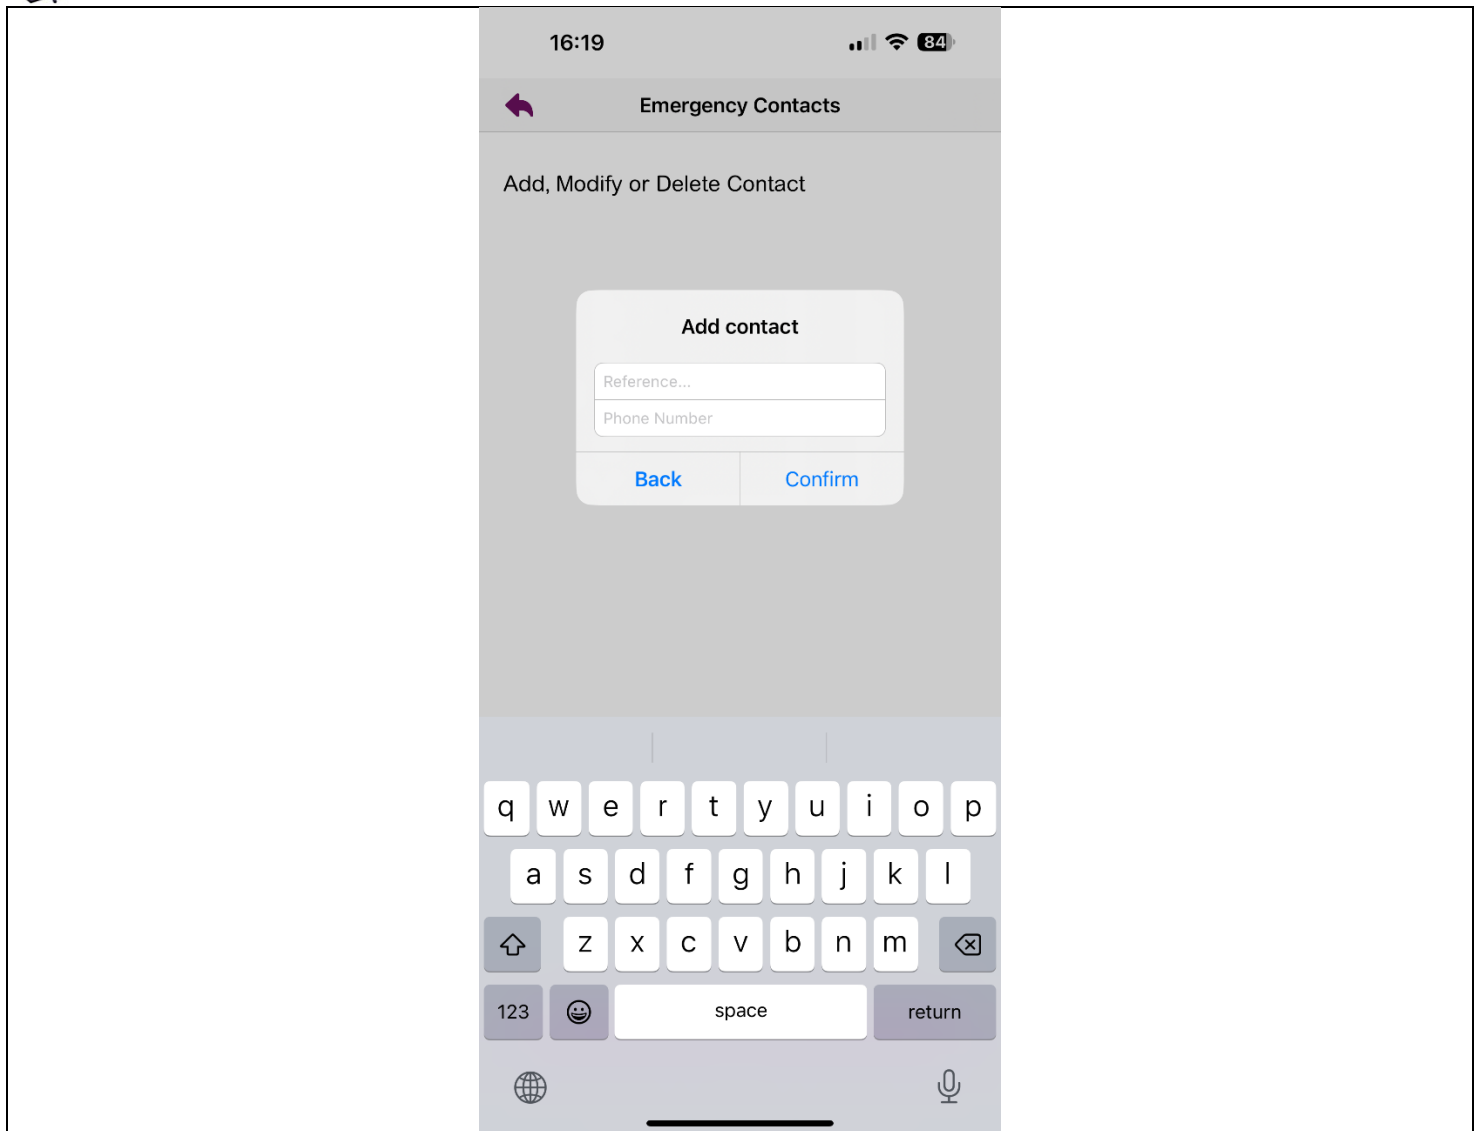 16:19
84
Emergency Contacts
Add, Modify or Delete Contact
Add contact
Reference...
Phone Number
Back Confirm
q w e r t y u i o p
a s d f g h j k l
z x c v b n m
123 space return